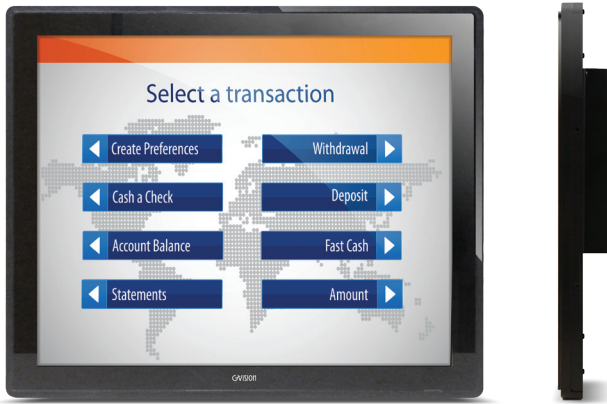 Select a transaction
Create Preferences
Withdrawal
Cash a Check
Deposit
Account Balance
Fast Cash
Statements
Amount
GVISION